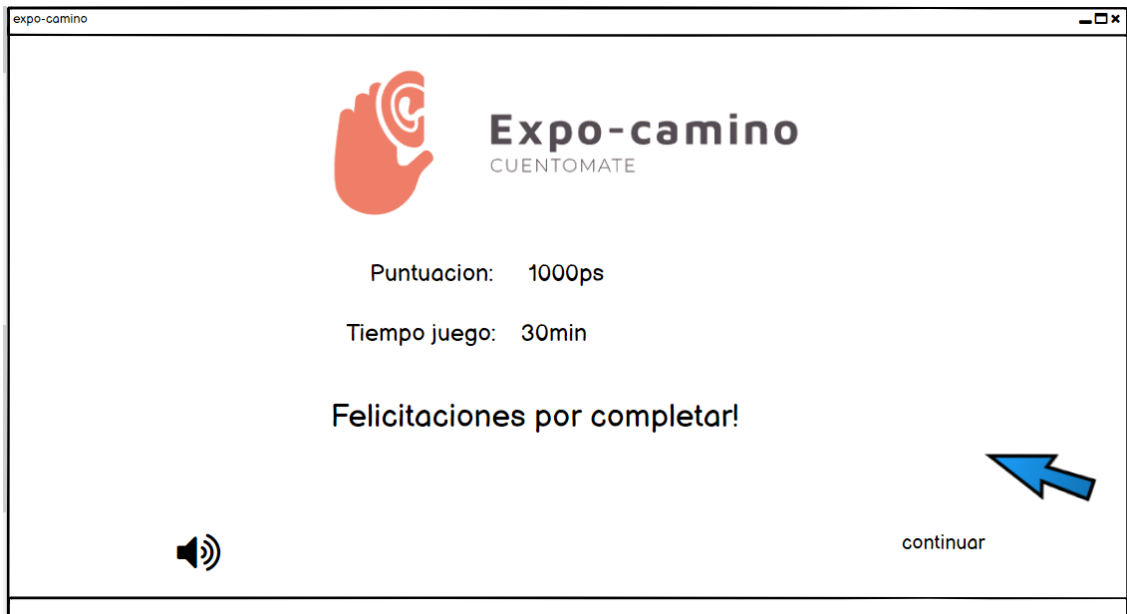 expo-camino
Expo-camino
CUENTOMATE
Puntuacion: 1000ps
Tiempo juego: 30min
Felicitaciones por completar!
continuar